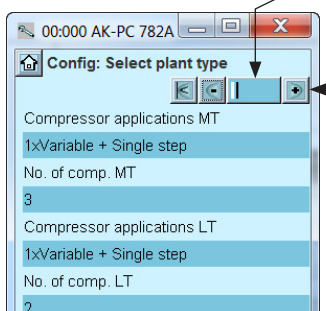 00:000 AK-PC 782A
Config: Select plant type
Compressor applications MT
1xVariable + Single step
No. of comp. MT
3
Compressor applications LT
1xVariable + Single step
No. of comp. LT
2